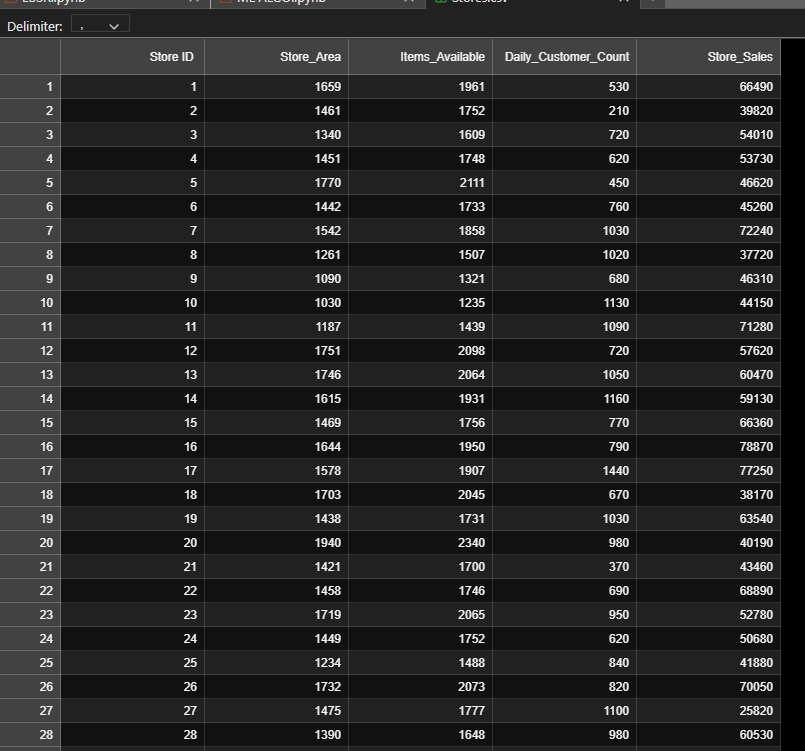 Delimiter: ,
Store ID Store_Area Items_Available Daily_Customer_Count Store_Sales
1 1 1659 1961 530 66490
2 2 1461 1752 210 39820
3 3 1340 1609 720 54010
4 4 1451 1748 620 53730
5 5 1770 2111 450 46620
6 6 1442 1733 760 45260
7 7 1542 1858 1030 72240
8 8 1261 1507 1020 37720
9 9 1090 1321 680 46310
10 10 1030 1235 1130 44150
11 11 1187 1439 1090 71280
12 12 1751 2098 720 57620
13 13 1746 2064 1050 60470
14 14 1615 1931 1160 59130
15 15 1469 1756 770 66360
16 16 1644 1950 790 78870
17 17 1578 1907 1440 77250
18 18 1703 2045 670 38170
19 19 1438 1731 1030 63540
20 20 1940 2340 980 40190
21 21 1421 1700 370 43460
22 22 1458 1746 690 68890
23 23 1719 2065 950 52780
24 24 1449 1752 620 50680
25 25 1234 1488 840 41880
26 26 1732 2073 820 70050
27 27 1475 1777 1100 25820
28 28 1390 1648 980 60530